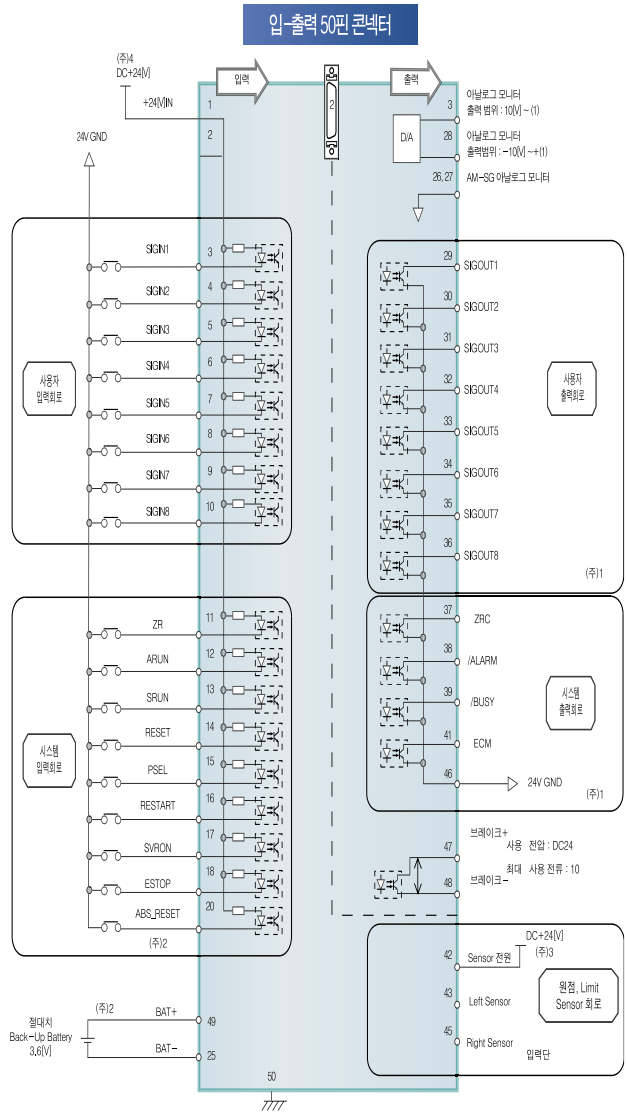 입-출력 50핀 콘넥터
(주)4
DC+24[V]
+24[V]IN
24V GND
입력
2
출력
1
2
D/A
3
아날로그 모니터
출력 범위 : 10[V] ~ (1)
28
아날로그 모니터
출력범위 : -10[V] ~+(1)
26, 27
AM-SG 아날로그 모니터
사용자
입력회로
SIGIN1
3
SIGIN2
4
SIGIN3
5
SIGIN4
6
SIGIN5
7
SIGIN6
8
SIGIN7
9
SIGIN8
10
29
SIGOUT1
30
SIGOUT2
31
SIGOUT3
32
SIGOUT4
33
SIGOUT5
34
SIGOUT6
35
SIGOUT7
36
SIGOUT8
사용자
출력회로
(주)1
시스템
입력회로
ZR
11
ARUN
12
SRUN
13
RESET
14
PSEL
15
RESTART
16
SVRON
17
ESTOP
18
ABS_RESET
20
(주)2
37
ZRC
38
/ALARM
39
/BUSY
41
ECM
46
24V GND
시스템
출력회로
(주)1
47
브레이크+
사용 전압 : DC24
최대 사용 전류 : 10
48
브레이크-
DC+24[V]
(주)3
42
Sensor 전원
43
Left Sensor
45
Right Sensor
원점, Limit
Sensor 회로
입력단
절대치
Back-Up Battery
3.6[V]
(주)2
BAT+
49
BAT-
25
50